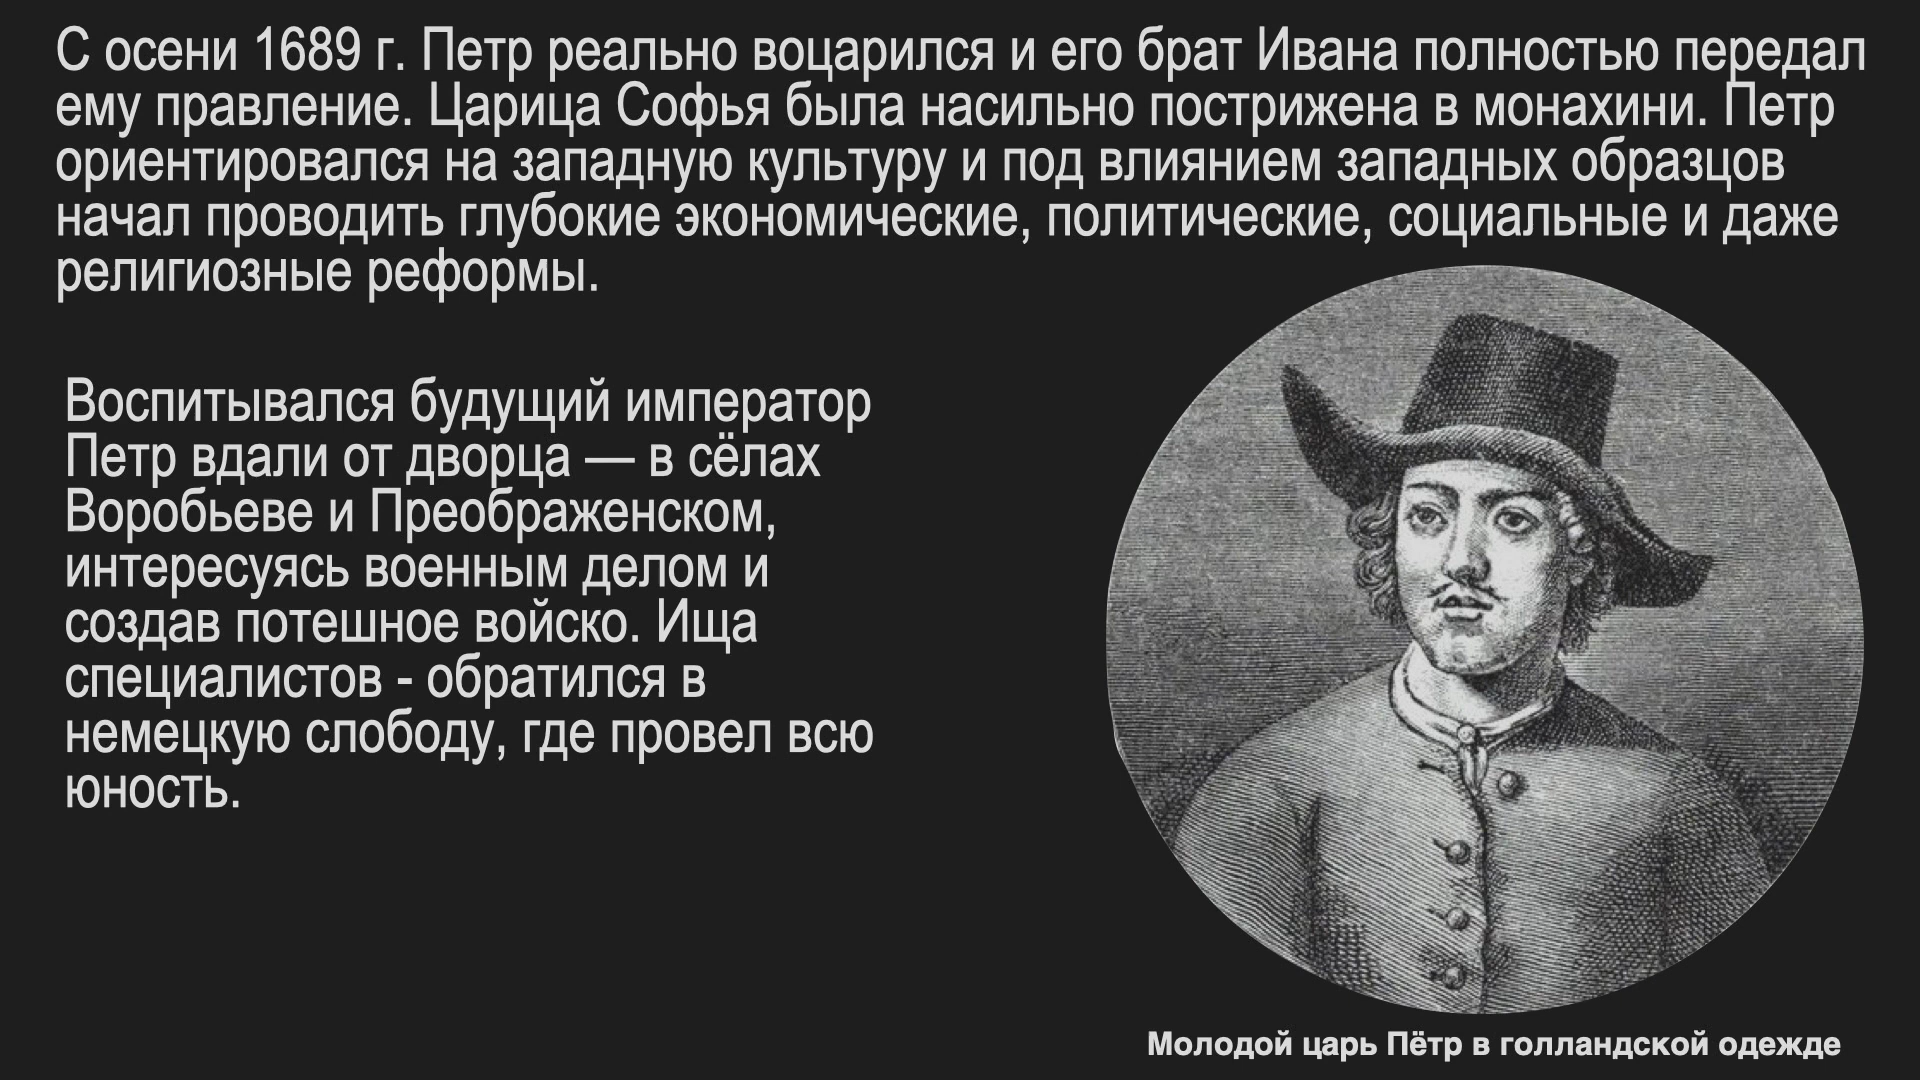 С осени 1689 г. Петр реально воцарился и его брат Ивана полностью передал
ему правление. Царица Софья была насильно пострижена в монахини. Петр
ориентировался на западную культуру и под влиянием западных образцов
начал проводить глубокие экономические, политические, социальные и даже
религиозные реформы.
Воспитывался будущий император
Петр вдали от дворца — в сёлах
Воробьеве и Преображенском,
интересуясь военным делом и
создав потешное войско. Ища
специалистов - обратился в
немецкую слободу, где провел всю
юность.
Молодой царь Пётр в голландской одежде